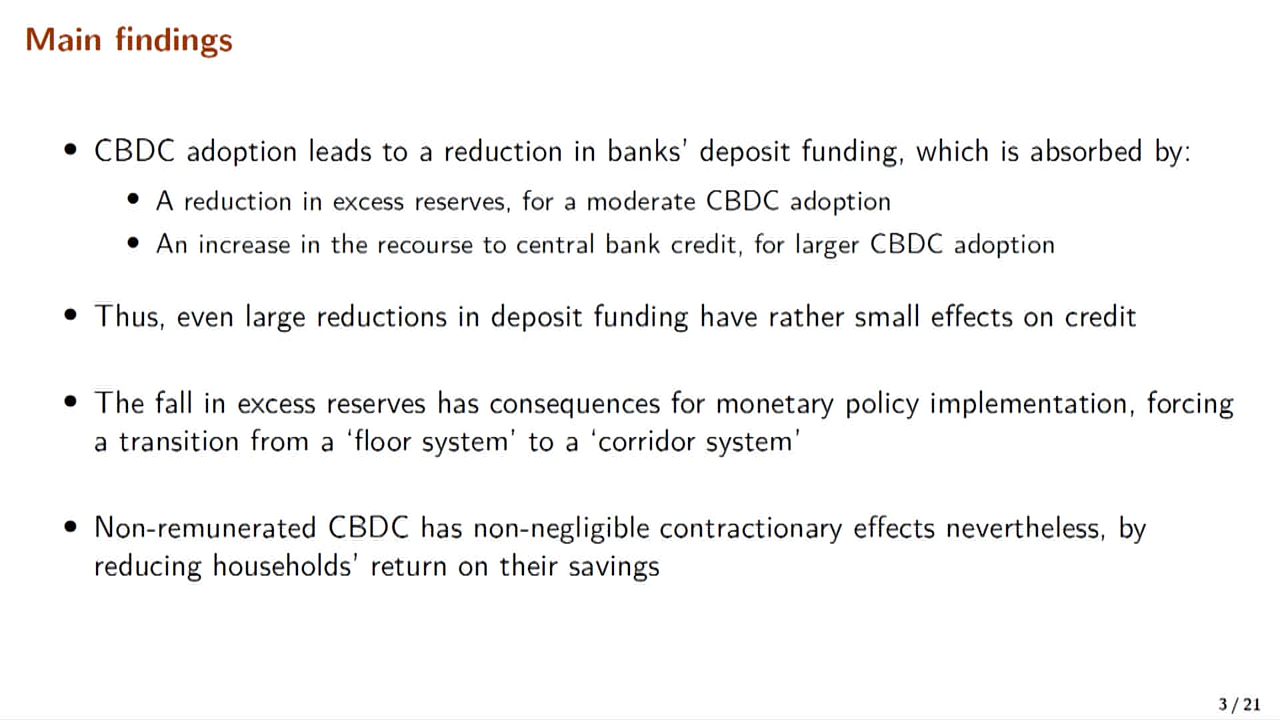 Main findings
• CBDC adoption leads to a reduction in banks’ deposit funding, which is absorbed by:
• A reduction in excess reserves, for a moderate CBDC adoption
• An increase in the recourse to central bank credit, for larger CBDC adoption
• Thus, even large reductions in deposit funding have rather small effects on credit
• The fall in excess reserves has consequences for monetary policy implementation, forcing
a transition from a ‘floor system’ to a ‘corridor system’
• Non-remunerated CBDC has non-negligible contractionary effects nevertheless, by
reducing households’ return on their savings
3 / 21